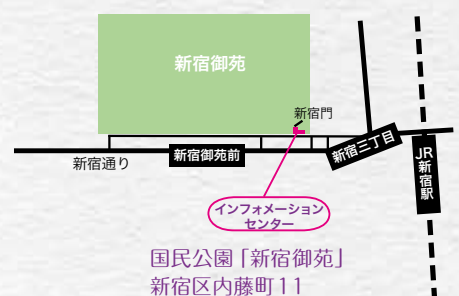 新宿御苑
新宿門
新宿通り
新宿御苑前
新宿三丁目
JR新宿駅
インフォメーション
センター
国民公園「新宿御苑」
新宿区内藤町11